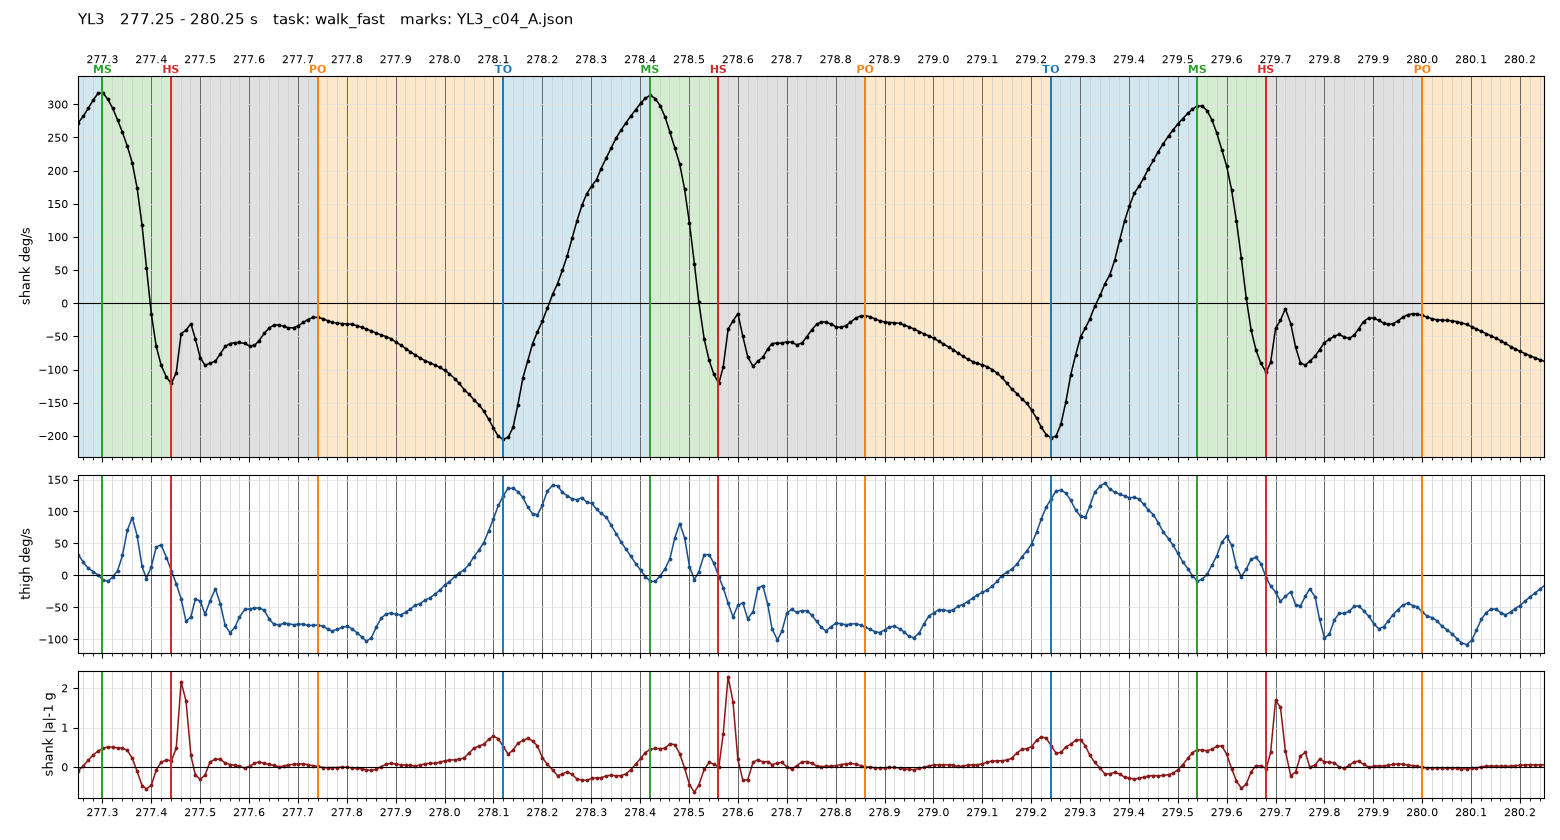 YL3   277.25 - 280.25 s   task: walk_fast   marks: YL3_c04_A.json
277.3 277.4 277.5 277.6 277.7 277.8 277.9 278.0 278.1 278.2 278.3 278.4 278.5 278.6 278.7 278.8 278.9 279.0 279.1 279.2 279.3 279.4 279.5 279.6 279.7 279.8 279.9 280.0 280.1 280.2
MS HS PO TO MS HS PO TO MS HS PO
shank deg/s
300
250
200
150
100
50
0
−50
−100
−150
−200
thigh deg/s
150
100
50
0
−50
−100
shank |a|-1 g
2
1
0
277.3 277.4 277.5 277.6 277.7 277.8 277.9 278.0 278.1 278.2 278.3 278.4 278.5 278.6 278.7 278.8 278.9 279.0 279.1 279.2 279.3 279.4 279.5 279.6 279.7 279.8 279.9 280.0 280.1 280.2